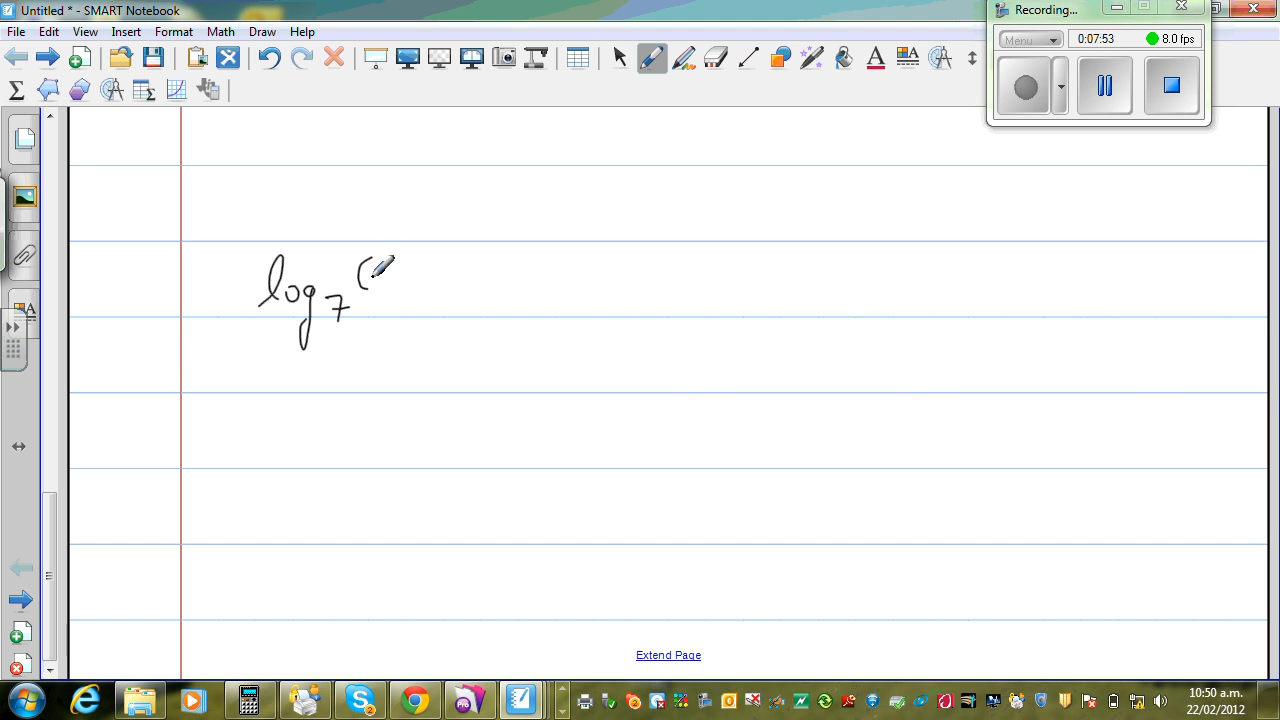 Untitled * - SMART Notebook
Recording...
File Edit View Insert Format Math Draw Help
Menu
0:07:53
8.0 fps
log7 (
Extend Page
10:50 a.m.
22/02/2012